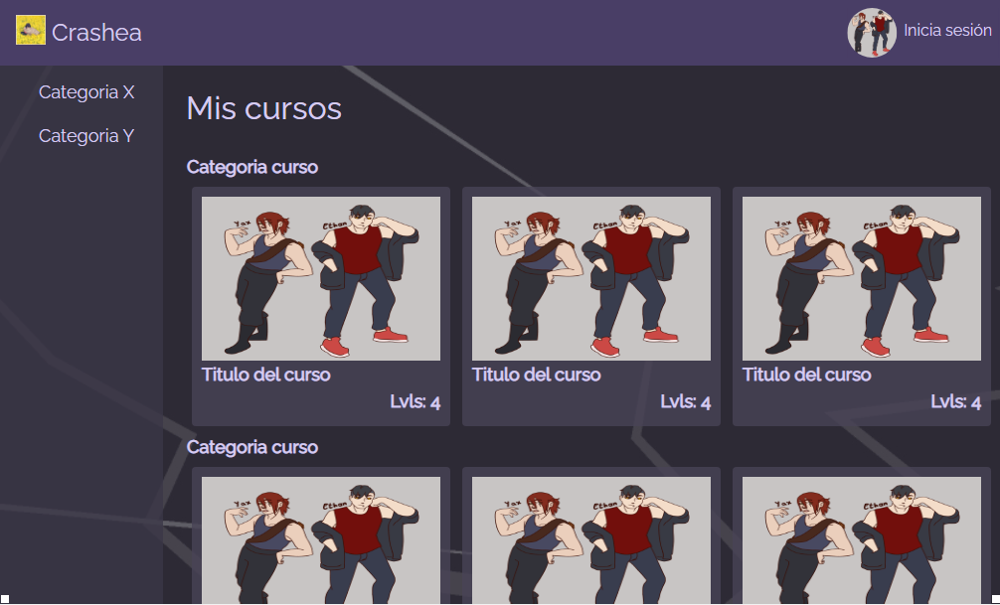 Crashea
Inicia sesión
Categoria X
Categoria Y
Mis cursos
Categoria curso
Yax Ethan
Yax Ethan
Yax Ethan
Titulo del curso
Titulo del curso
Titulo del curso
Lvls: 4
Lvls: 4
Lvls: 4
Categoria curso
Yax Ethan
Yax Ethan
Yax Ethan